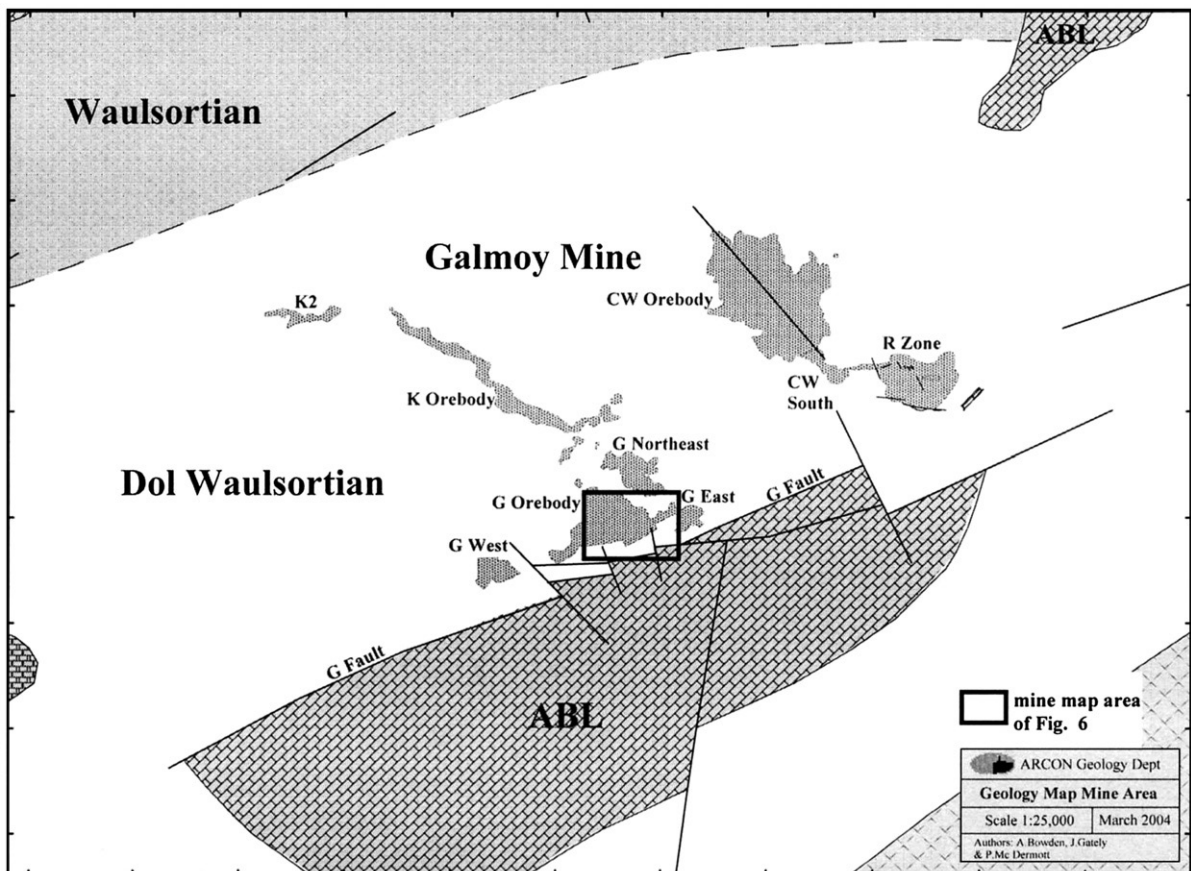 ABL
Waulsortian
Galmoy Mine
K2
CW Orebody
R Zone
CW
South
K Orebody
G Northeast
Dol Waulsortian
G Orebody
G East
G Fault
G West
G Fault
ABL
mine map area
of Fig. 6
ARCON Geology Dept
Geology Map Mine Area
Scale 1:25,000
March 2004
Authors: A.Bowden, J.Gately
& P.Mc Dermott